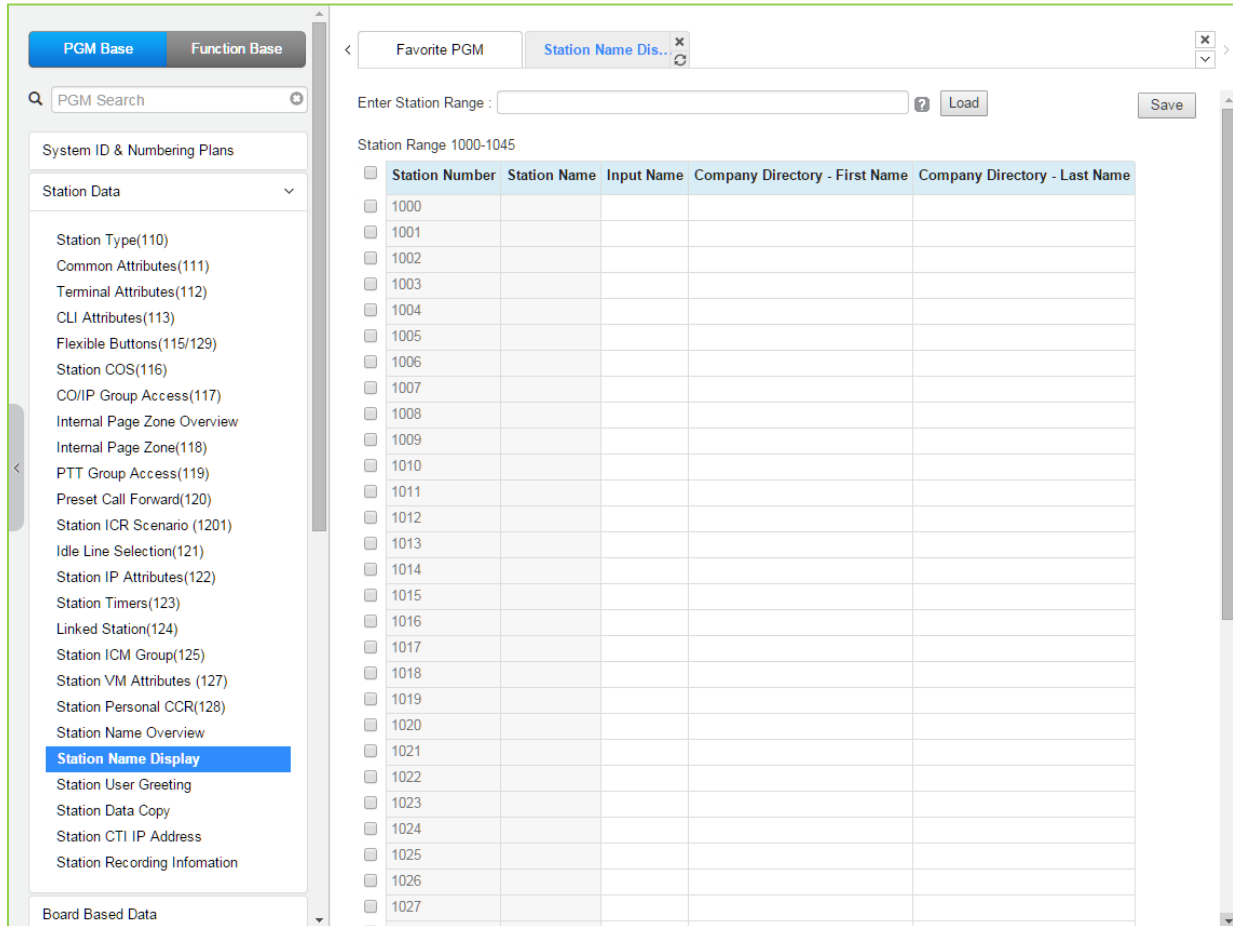 PGM Base Function Base
PGM Search
System ID & Numbering Plans
Station Data
Station Type(110)
Common Attributes(111)
Terminal Attributes(112)
CLI Attributes(113)
Flexible Buttons(115/129)
Station COS(116)
CO/IP Group Access(117)
Internal Page Zone Overview
Internal Page Zone(118)
PTT Group Access(119)
Preset Call Forward(120)
Station ICR Scenario (1201)
Idle Line Selection(121)
Station IP Attributes(122)
Station Timers(123)
Linked Station(124)
Station ICM Group(125)
Station VM Attributes (127)
Station Personal CCR(128)
Station Name Overview
Station Name Display
Station User Greeting
Station Data Copy
Station CTI IP Address
Station Recording Infomation
Board Based Data
Favorite PGM Station Name Dis...
Enter Station Range : ? Load Save
Station Range 1000-1045
Station Number Station Name Input Name Company Directory - First Name Company Directory - Last Name
1000
1001
1002
1003
1004
1005
1006
1007
1008
1009
1010
1011
1012
1013
1014
1015
1016
1017
1018
1019
1020
1021
1022
1023
1024
1025
1026
1027